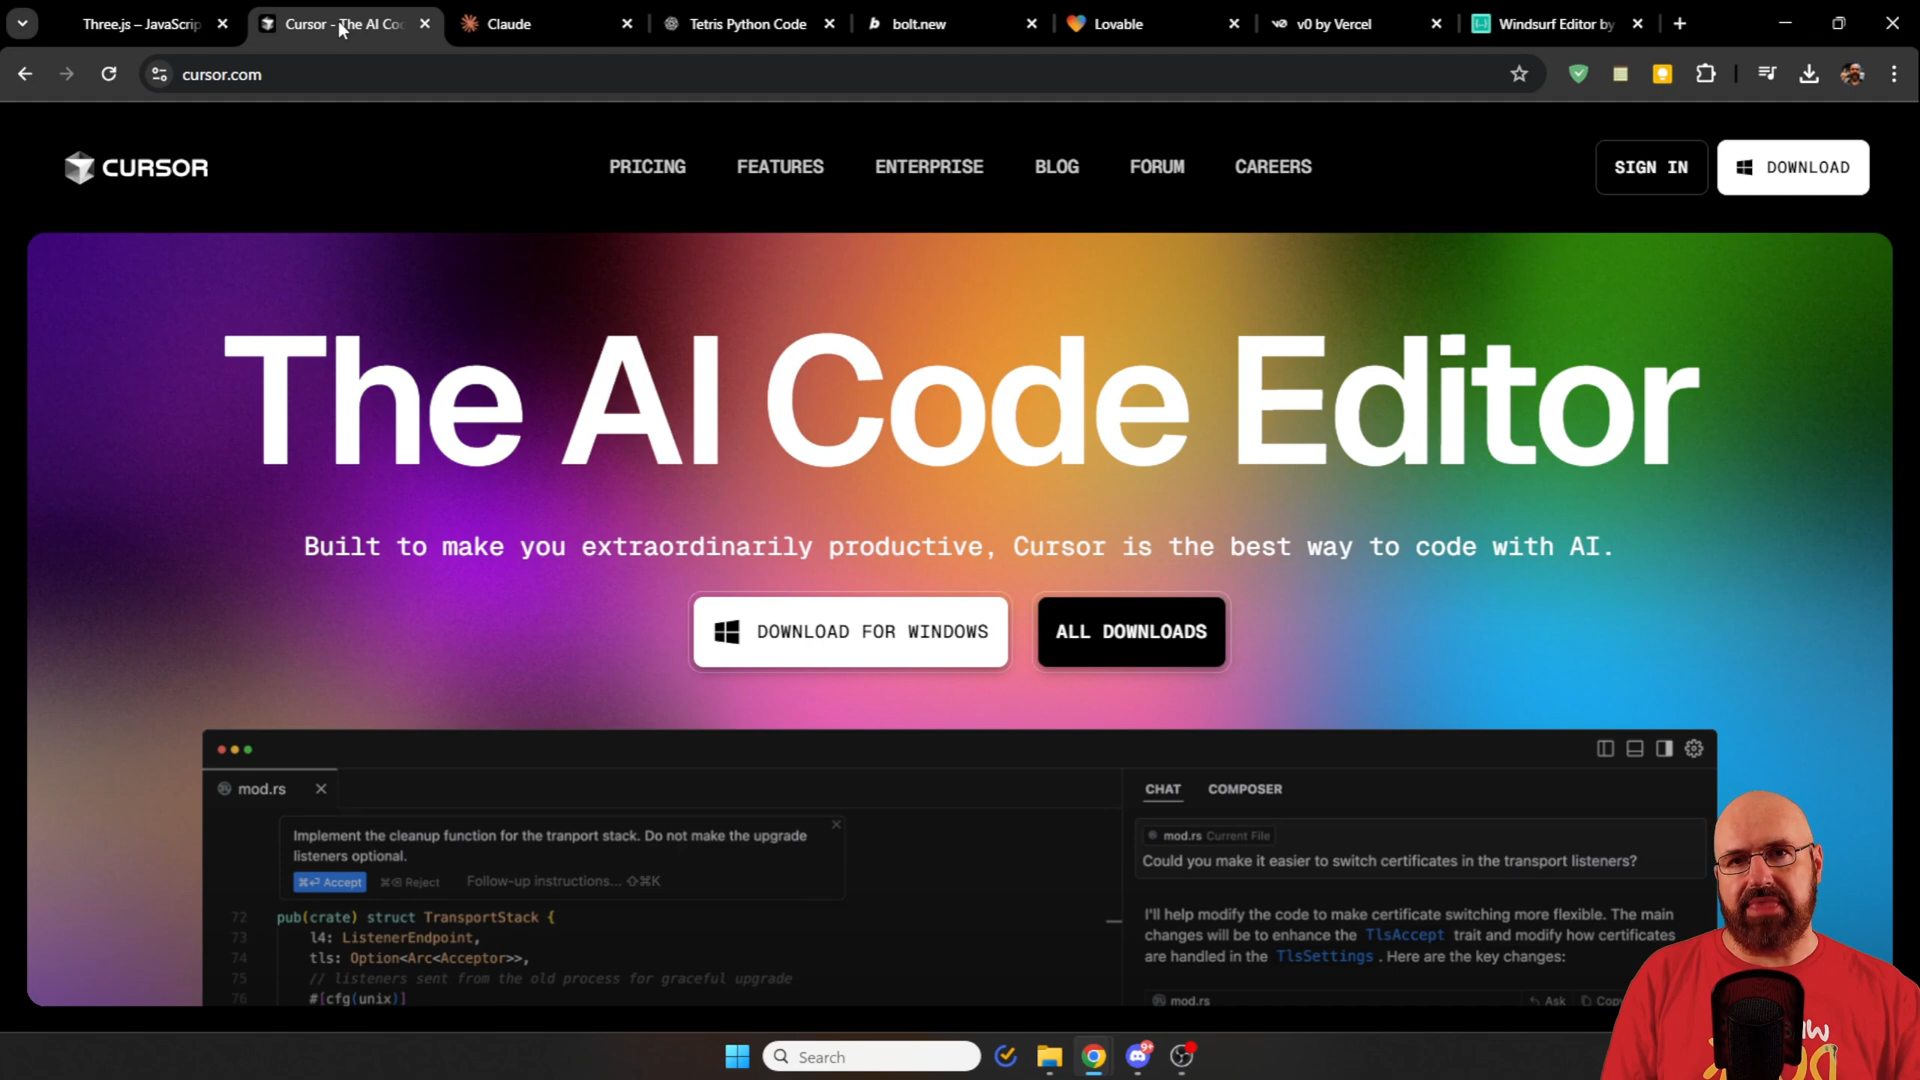 Three.js – JavaScrip
Cursor - The AI Coc
Claude
Tetris Python Code
bolt.new
Lovable
v0 by Vercel
Windsurf Editor by
cursor.com
CURSOR
PRICING
FEATURES
ENTERPRISE
BLOG
FORUM
CAREERS
SIGN IN
DOWNLOAD
The AI Code Editor
Built to make you extraordinarily productive, Cursor is the best way to code with AI.
DOWNLOAD FOR WINDOWS
ALL DOWNLOADS
mod.rs
Implement the cleanup function for the tranport stack. Do not make the upgrade
listeners optional.
⌘⏎ Accept
⌘⌫ Reject
Follow-up instructions... ⇧⌘K
72 pub(crate) struct TransportStack {
73 l4: ListenerEndpoint,
74 tls: Option<Arc<Acceptor>>,
75 // listeners sent from the old process for graceful upgrade
76 #[cfg(unix)]
CHAT
COMPOSER
mod.rs Current File
Could you make it easier to switch certificates in the transport listeners?
I'll help modify the code to make certificate switching more flexible. The main
changes will be to enhance the TlsAccept trait and modify how certificates
are handled in the TlsSettings . Here are the key changes:
mod.rs
Ask
Copy
Search
9+